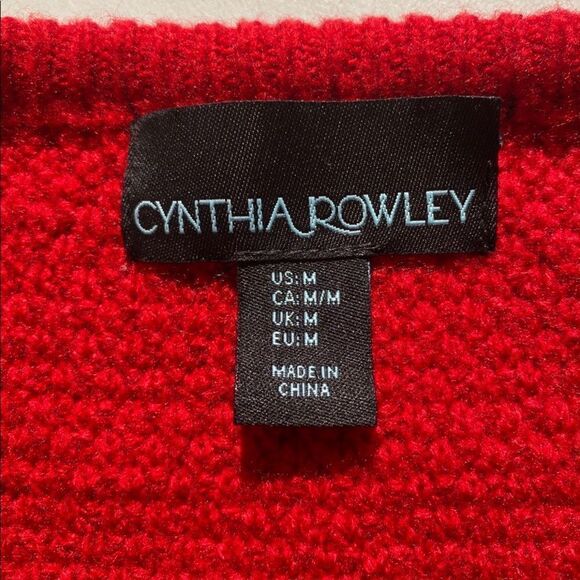 CYNTHIA ROWLEY
US: M
CA: M/M
UK: M
EU: M
MADE IN
CHINA